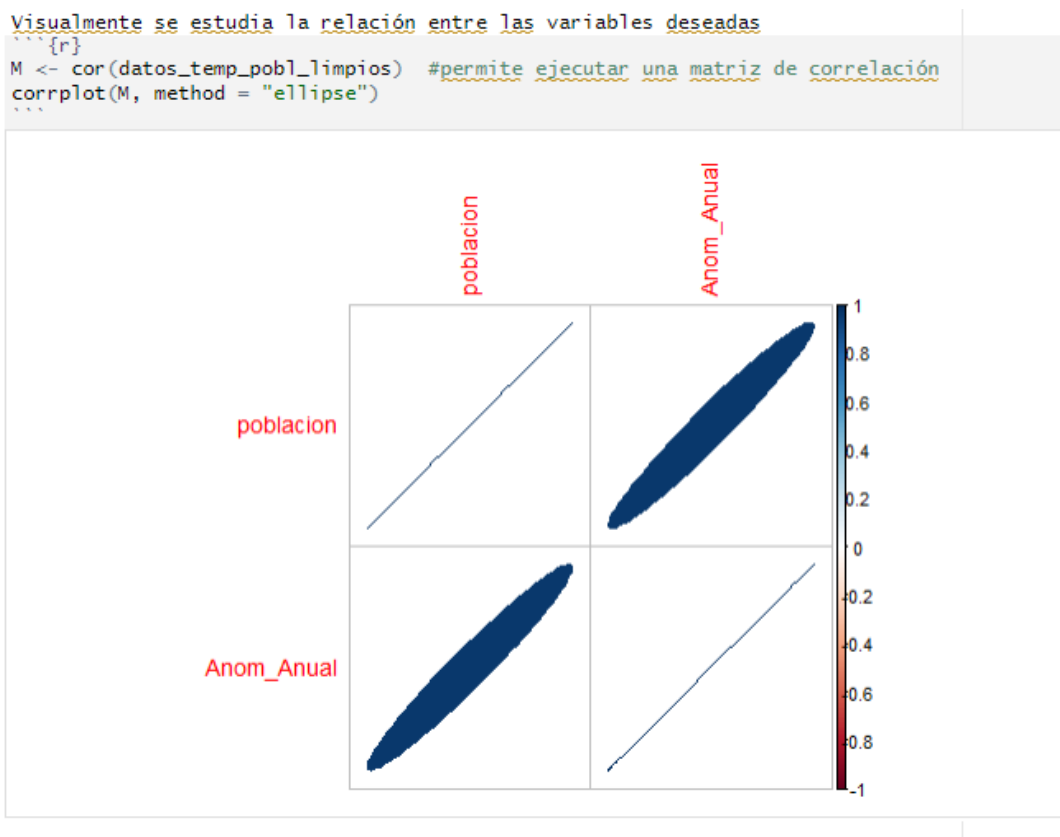 Visualmente se estudia la relación entre las variables deseadas
```{r}
M <- cor(datos_temp_pobl_limpios)  #permite ejecutar una matriz de correlación
corrplot(M, method = "ellipse")
```
poblacion
Anom_Anual
1
0.8
0.6
0.4
0.2
0
-0.2
-0.4
-0.6
-0.8
-1
poblacion
Anom_Anual